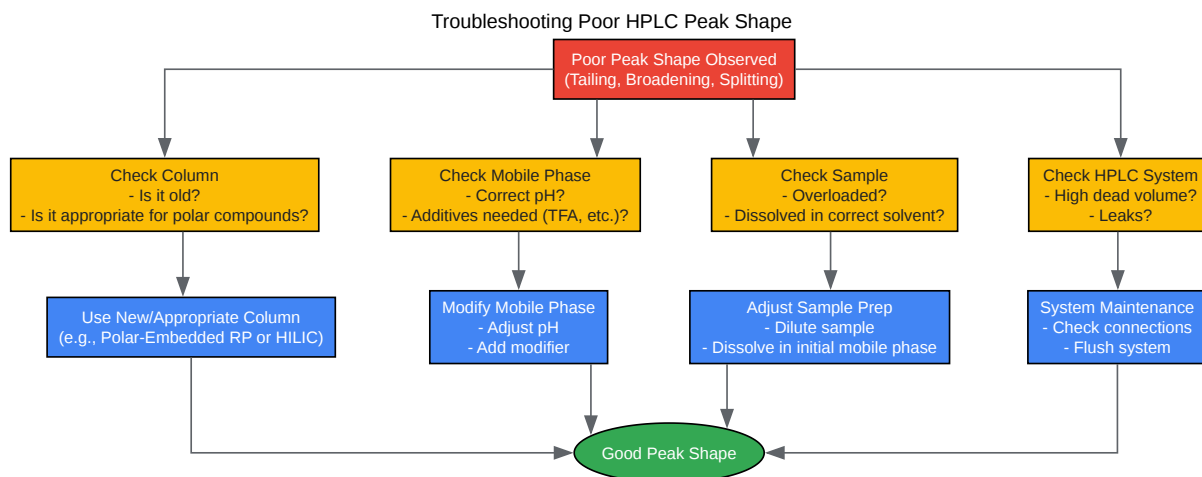 Troubleshooting Poor HPLC Peak Shape
Poor Peak Shape Observed
(Tailing, Broadening, Splitting)
Check Column
- Is it old?
- Is it appropriate for polar compounds?
Check Mobile Phase
- Correct pH?
- Additives needed (TFA, etc.)?
Check Sample
- Overloaded?
- Dissolved in correct solvent?
Check HPLC System
- High dead volume?
- Leaks?
Use New/Appropriate Column
(e.g., Polar-Embedded RP or HILIC)
Modify Mobile Phase
- Adjust pH
- Add modifier
Adjust Sample Prep
- Dilute sample
- Dissolve in initial mobile phase
System Maintenance
- Check connections
- Flush system
Good Peak Shape